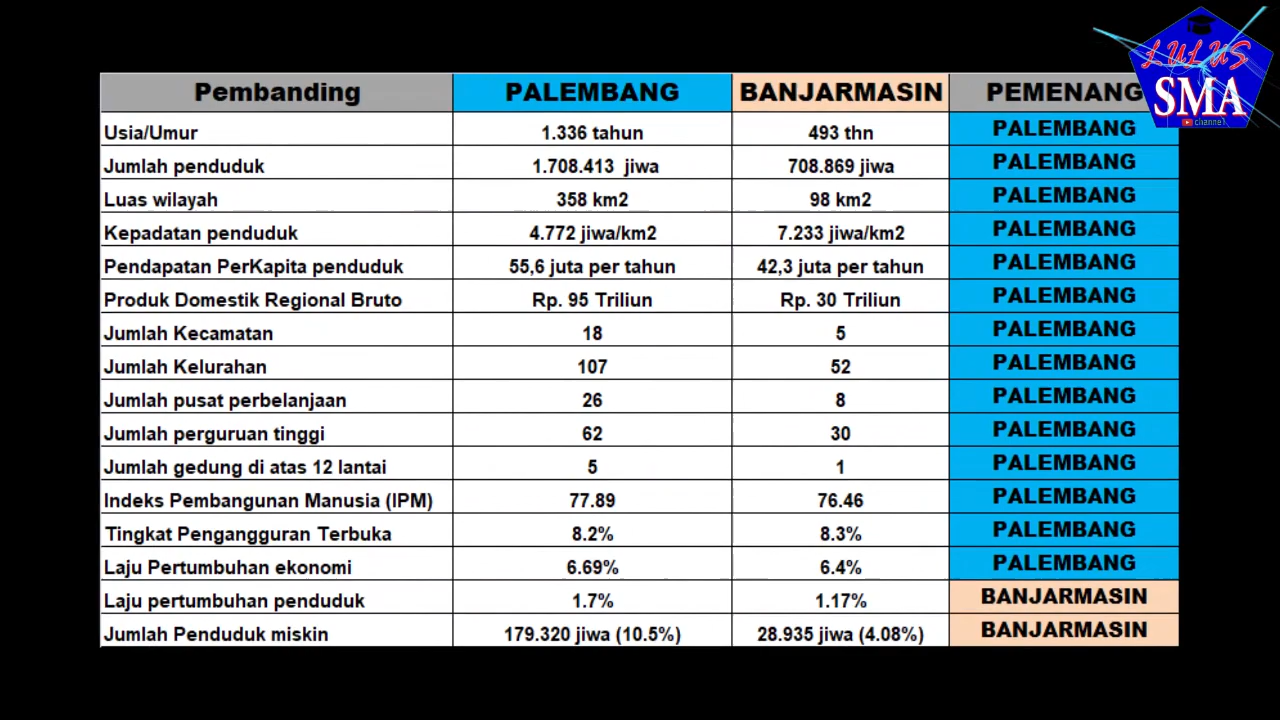 LULUS
SMA
channel
Pembanding PALEMBANG BANJARMASIN PEMENANG
Usia/Umur 1.336 tahun 493 thn PALEMBANG
Jumlah penduduk 1.708.413 jiwa 708.869 jiwa PALEMBANG
Luas wilayah 358 km2 98 km2 PALEMBANG
Kepadatan penduduk 4.772 jiwa/km2 7.233 jiwa/km2 PALEMBANG
Pendapatan PerKapita penduduk 55,6 juta per tahun 42,3 juta per tahun PALEMBANG
Produk Domestik Regional Bruto Rp. 95 Triliun Rp. 30 Triliun PALEMBANG
Jumlah Kecamatan 18 5 PALEMBANG
Jumlah Kelurahan 107 52 PALEMBANG
Jumlah pusat perbelanjaan 26 8 PALEMBANG
Jumlah perguruan tinggi 62 30 PALEMBANG
Jumlah gedung di atas 12 lantai 5 1 PALEMBANG
Indeks Pembangunan Manusia (IPM) 77.89 76.46 PALEMBANG
Tingkat Pengangguran Terbuka 8.2% 8.3% PALEMBANG
Laju Pertumbuhan ekonomi 6.69% 6.4% PALEMBANG
Laju pertumbuhan penduduk 1.7% 1.17% BANJARMASIN
Jumlah Penduduk miskin 179.320 jiwa (10.5%) 28.935 jiwa (4.08%) BANJARMASIN